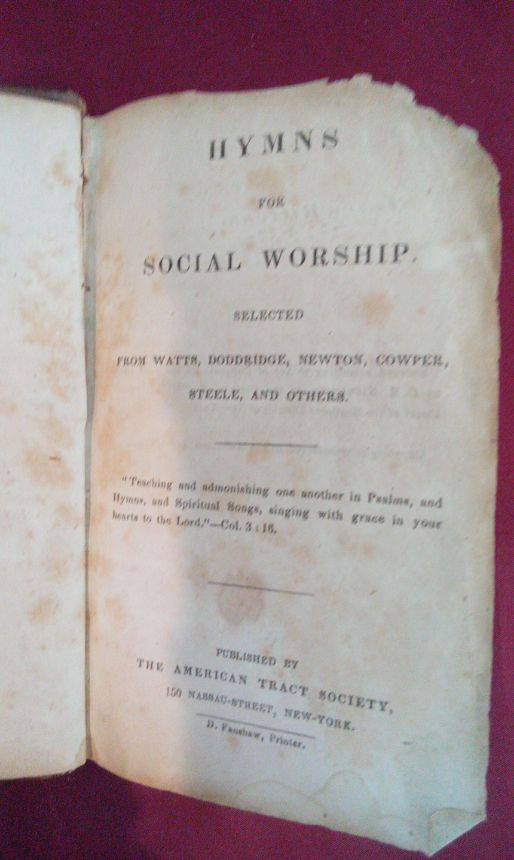 HYMNS
FOR
SOCIAL WORSHIP.
SELECTED
FROM WATTS, DODDRIDGE, NEWTON, COWPER,
STEELE, AND OTHERS.
"Teaching and admonishing one another in Psalms, and
Hymns, and Spiritual Songs, singing with grace in your
hearts to the Lord."—Col. 3 : 16.
PUBLISHED BY
THE AMERICAN TRACT SOCIETY,
150 NASSAU-STREET, NEW-YORK.
D. Fanshaw, Printer.